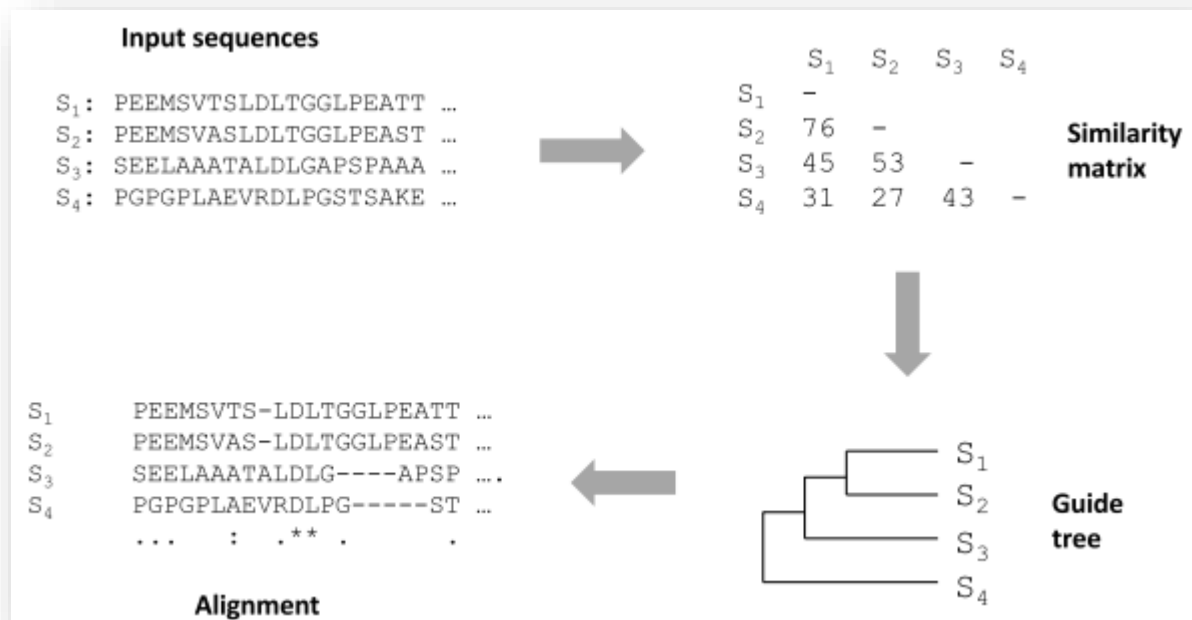 Input sequences
S₁: PEEMSVTSLDLTGGLPEATT …
S₂: PEEMSVASLDLTGGLPEAST …
S₃: SEELAAATALDLGAPSPAAA …
S₄: PGPGPLAEVRDLPGSTSAKE …
S₁ S₂ S₃ S₄
S₁ -
S₂ 76 -
S₃ 45 53 -
S₄ 31 27 43 -
Similarity
matrix
S₁
S₂
S₃
S₄
Guide
tree
S₁ PEEMSVTS-LDLTGGLPEATT …
S₂ PEEMSVAS-LDLTGGLPEAST …
S₃ SEELAAATALDLG----APSP ….
S₄ PGPGPLAEVRDLPG-----ST …
... : .** . .
Alignment